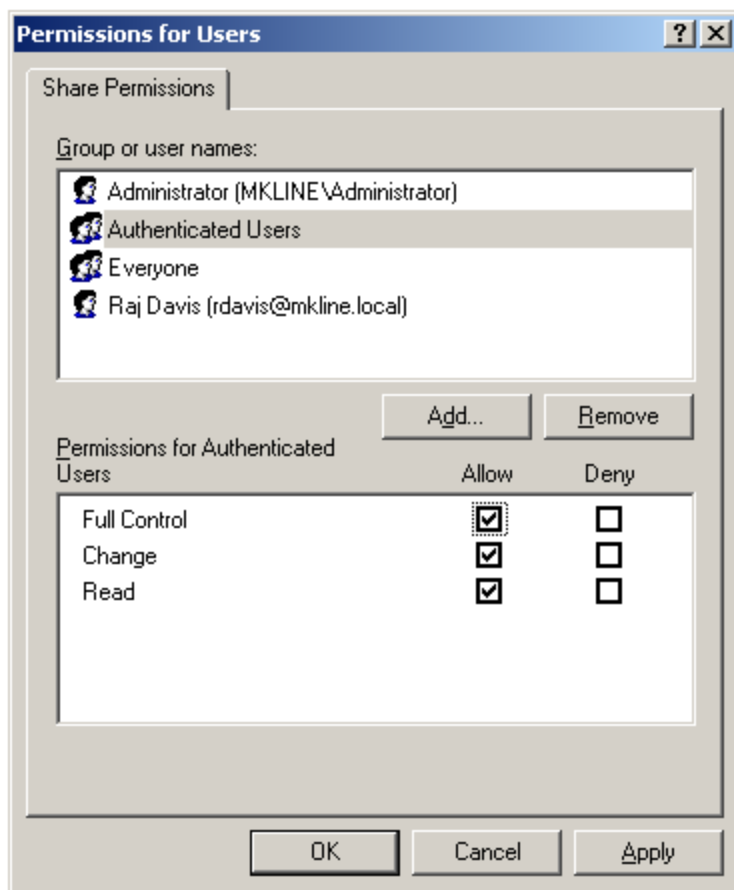 Permissions for Users
Share Permissions
Group or user names:
Administrator (MKLINE\Administrator)
Authenticated Users
Everyone
Raj Davis (rdavis@mkline.local)
Add... Remove
Permissions for Authenticated
Users Allow Deny
Full Control
Change
Read
OK Cancel Apply